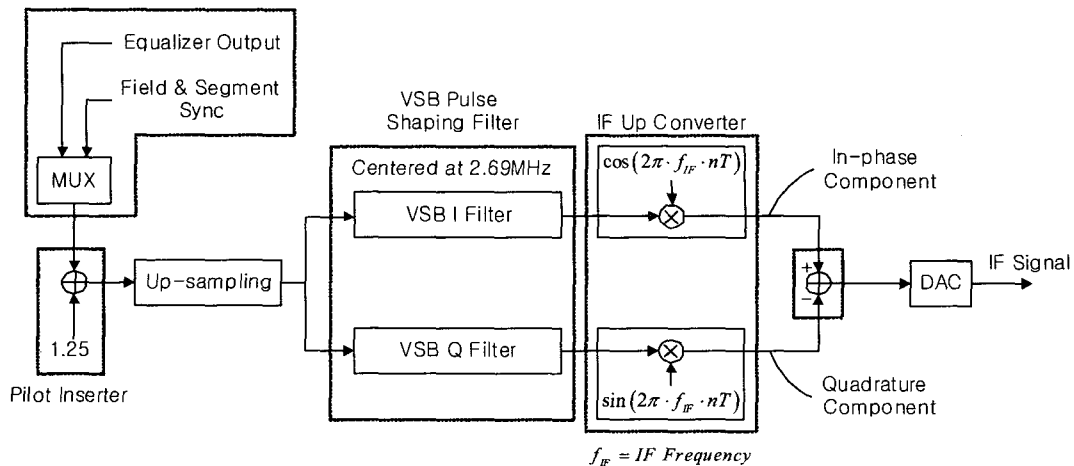 Equalizer Output
Field & Segment
Sync
MUX
1.25
Pilot Inserter
Up-sampling
VSB Pulse
Shaping Filter
Centered at 2.69MHz
VSB I Filter
VSB Q Filter
IF Up Converter
cos(2π · f_IF · nT)
sin(2π · f_IF · nT)
f_IF = IF Frequency
In-phase
Component
+
−
Quadrature
Component
DAC
IF Signal